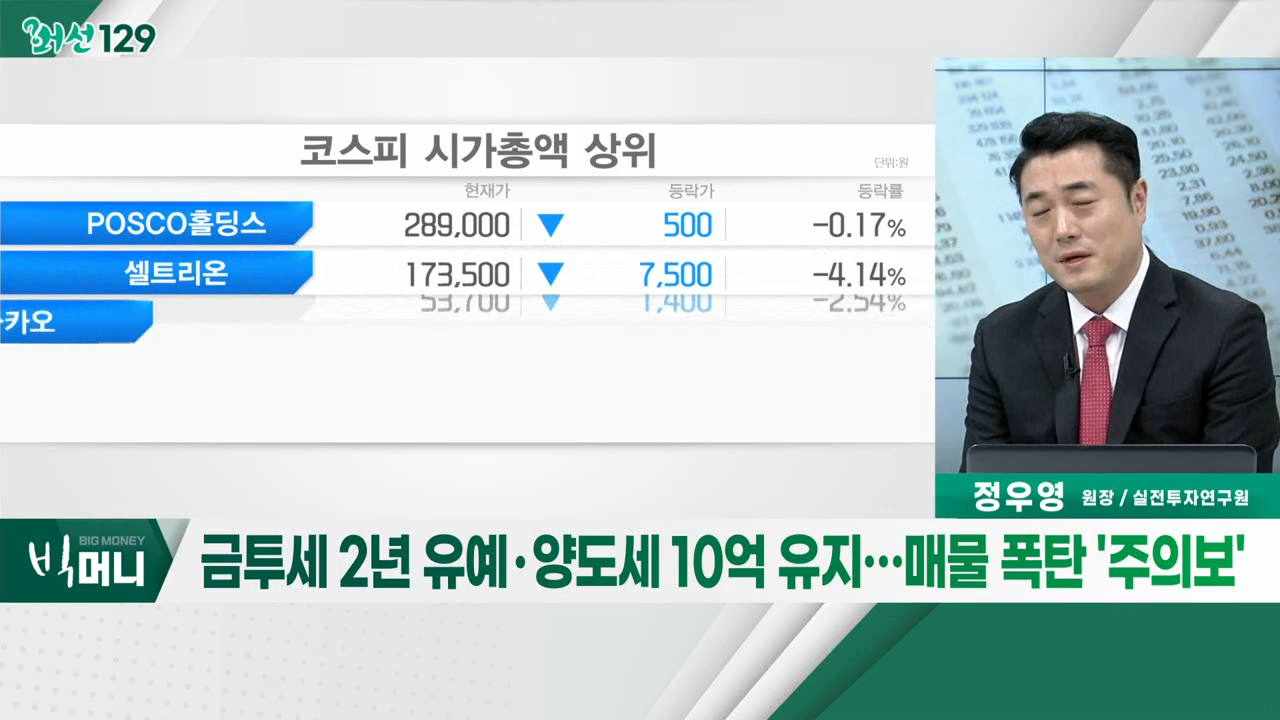 머선129
코스피 시가총액 상위
단위:원
현재가 등락가 등락률
POSCO홀딩스 289,000 ▼ 500 -0.17%
셀트리온 173,500 ▼ 7,500 -4.14%
카오 53,700 ▼ 1,400 -2.54%
정우영 원장 / 실전투자연구원
BIG MONEY
빅머니
금투세 2년 유예·양도세 10억 유지…매물 폭탄 '주의보'